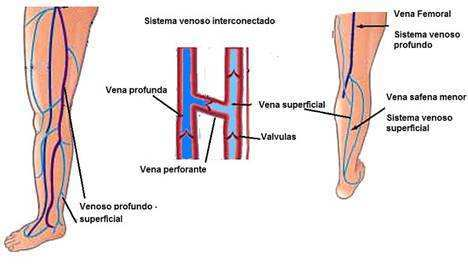 Sistema venoso interconectado
Vena profunda
Vena superficial
Valvulas
Vena perforante
Venoso profundo -
superficial
Vena Femoral
Sistema venoso
profundo
Vena safena menor
Sistema venoso
superficial